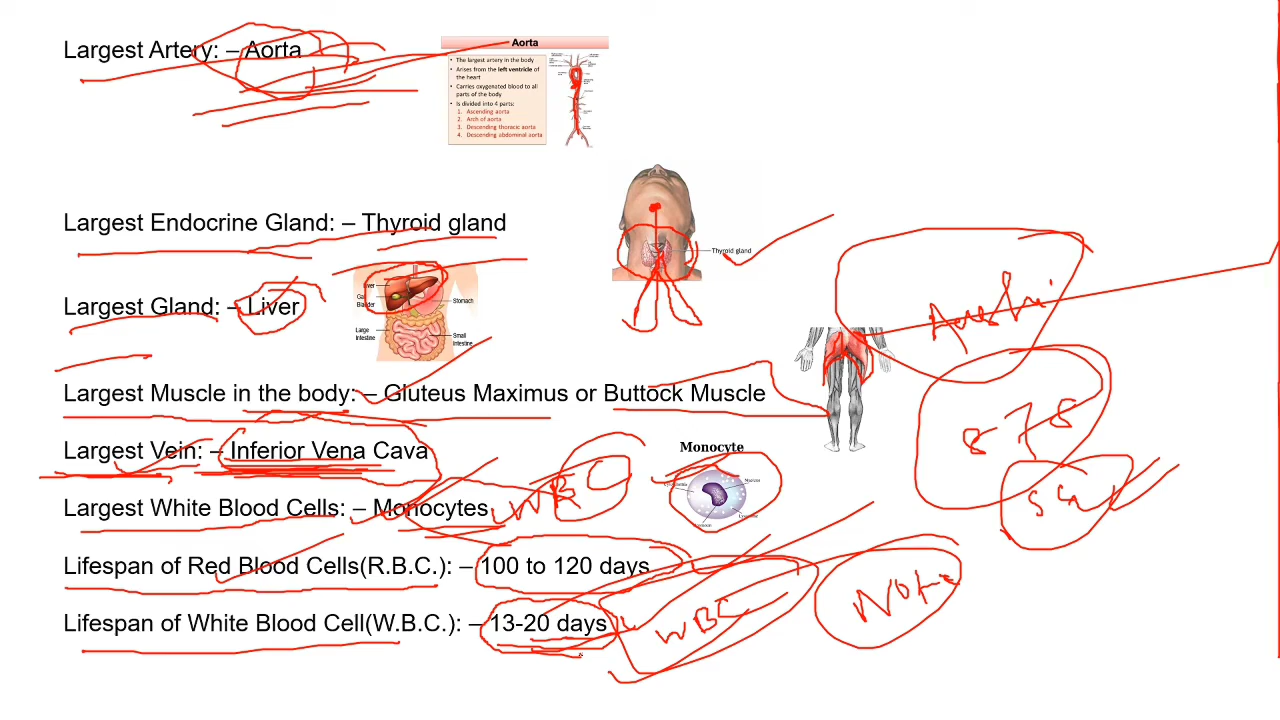 Largest Artery: – Aorta
Aorta
• The largest artery in the body
• Arises from the left ventricle of
the heart
• Carries oxygenated blood to all
parts of the body
• Is divided into 4 parts:
1. Ascending aorta
2. Arch of aorta
3. Descending thoracic aorta
4. Descending abdominal aorta
Largest Endocrine Gland: – Thyroid gland
Thyroid gland
Largest Gland: – Liver
Liver
Stomach
Large
Intestine
Small
Intestine
Largest Muscle in the body: – Gluteus Maximus or Buttock Muscle
875
Largest Vein: – Inferior Vena Cava
Monocyte
WBC
Largest White Blood Cells: – Monocytes
Lifespan of Red Blood Cells(R.B.C.): – 100 to 120 days
Lifespan of White Blood Cell(W.B.C.): – 13-20 days
WBC
Note